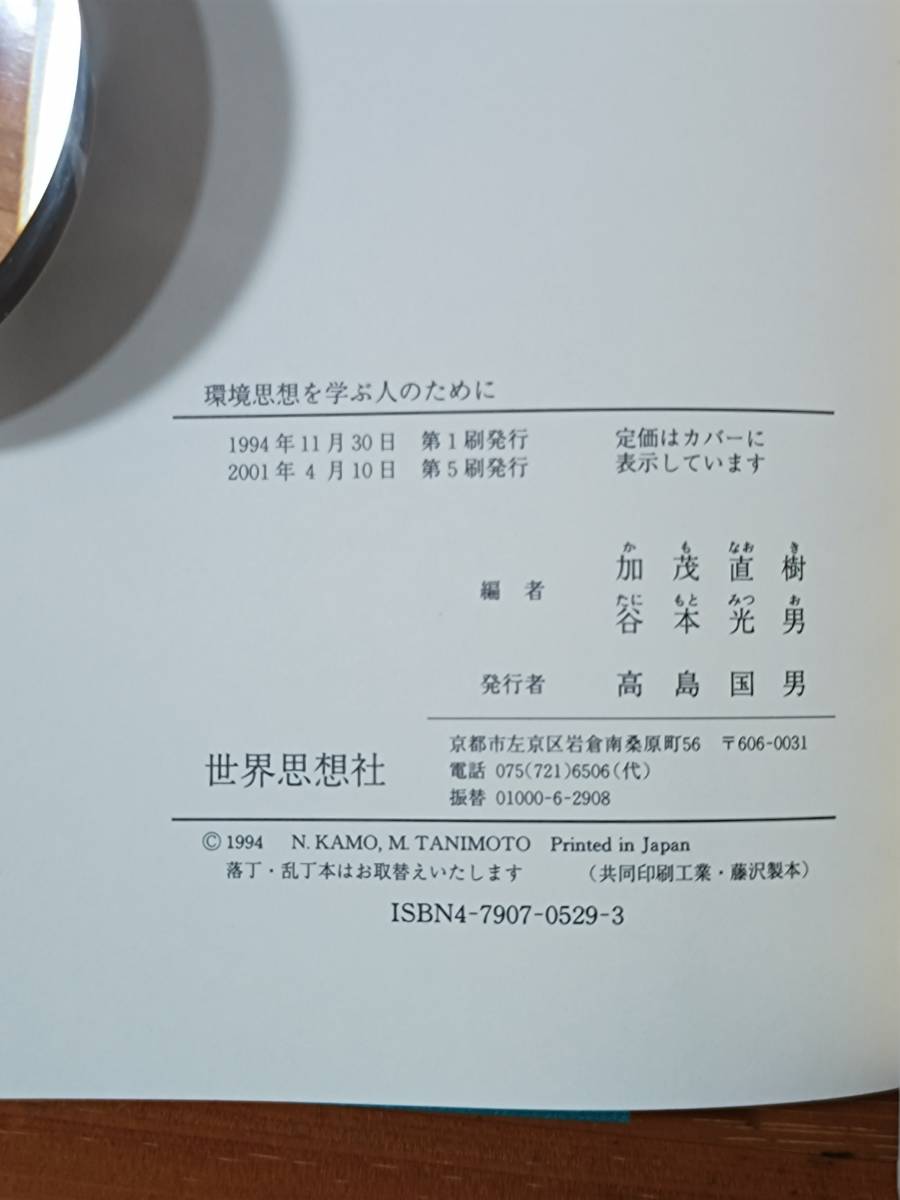 環境思想を学ぶ人のために
1994年11月30日 第1刷発行
2001年 4月10日 第5刷発行
定価はカバーに
表示しています
編者
か も なお き
加茂直樹
たに もと みつ お
谷本光男
発行者 高島国男
世界思想社
京都市左京区岩倉南桑原町56 〒606-0031
電話 075(721)6506(代)
振替 01000-6-2908
© 1994 N. KAMO, M. TANIMOTO Printed in Japan
落丁・乱丁本はお取替えいたします (共同印刷工業・藤沢製本)
ISBN4-7907-0529-3